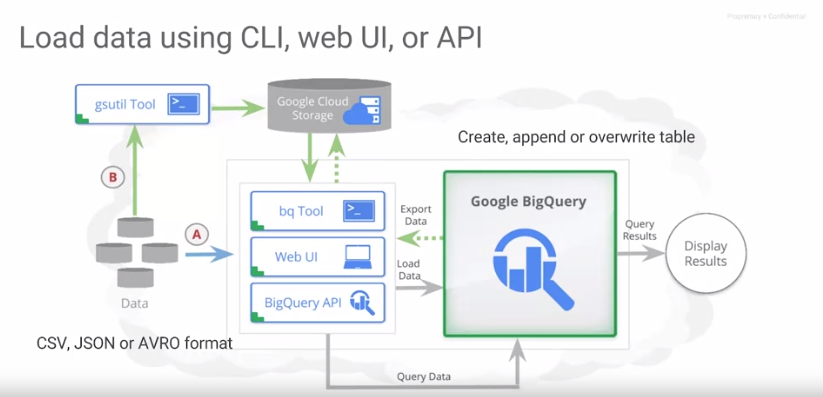 Proprietary + Confidential
Load data using CLI, web UI, or API
gsutil Tool
>_
Google Cloud
Storage
Create, append or overwrite table
B
bq Tool
>_
Export
Data
Google BigQuery
Query
Results
A
Web UI
Display
Results
Load
Data
Data
BigQuery API
CSV, JSON or AVRO format
Query Data